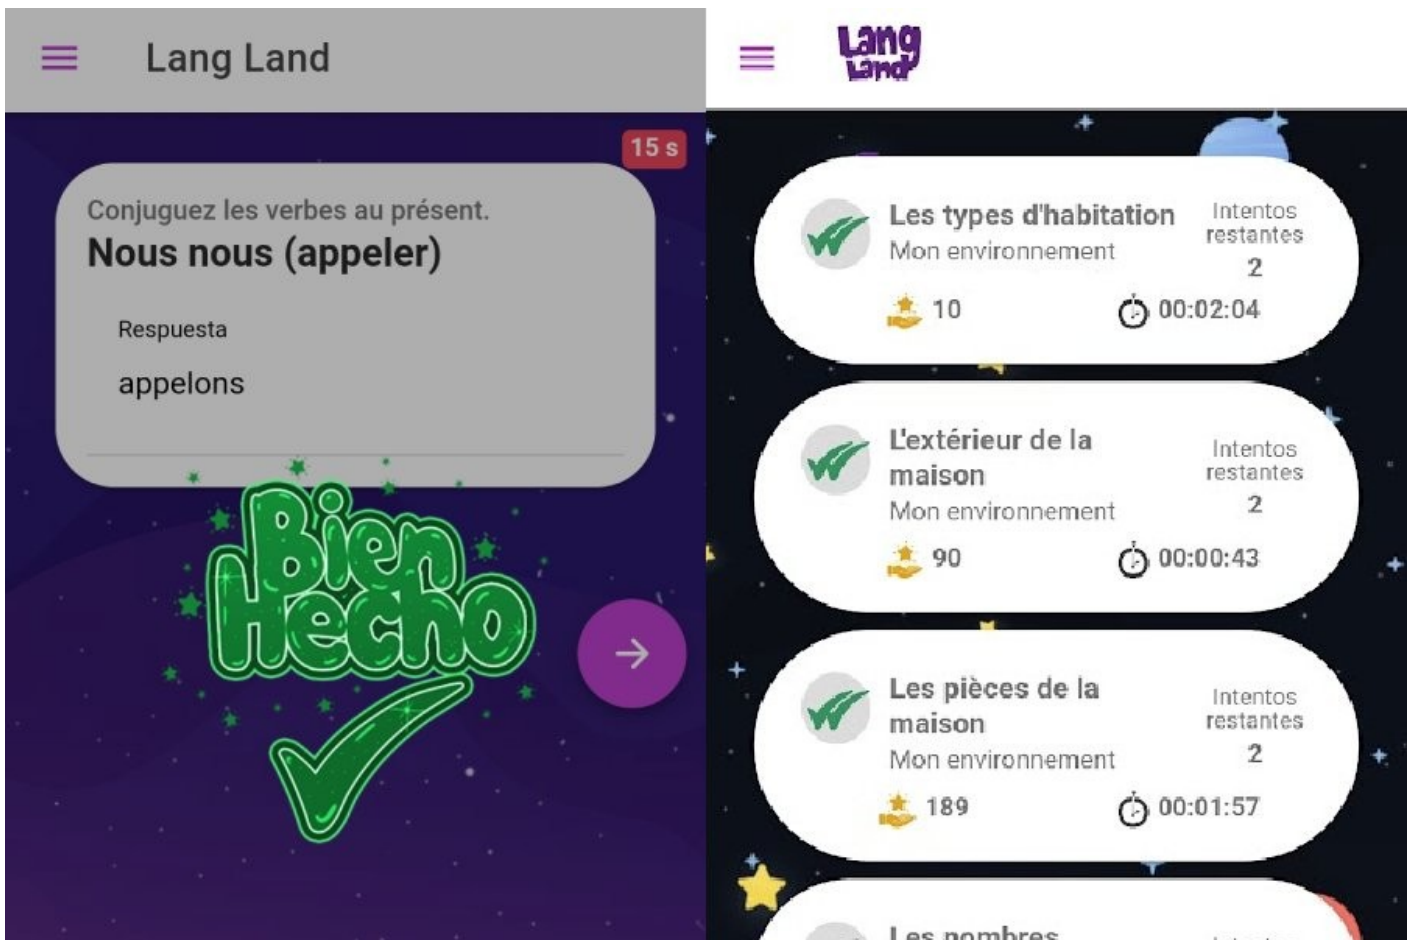 Lang Land
15 s
Conjuguez les verbes au présent.
Nous nous (appeler)
Respuesta
appelons
Bien
Hecho
Lang
Land
Les types d'habitation
Mon environnement
Intentos
restantes
2
10
00:02:04
L'extérieur de la
maison
Mon environnement
Intentos
restantes
2
90
00:00:43
Les pièces de la
maison
Mon environnement
Intentos
restantes
2
189
00:01:57
Les nombres